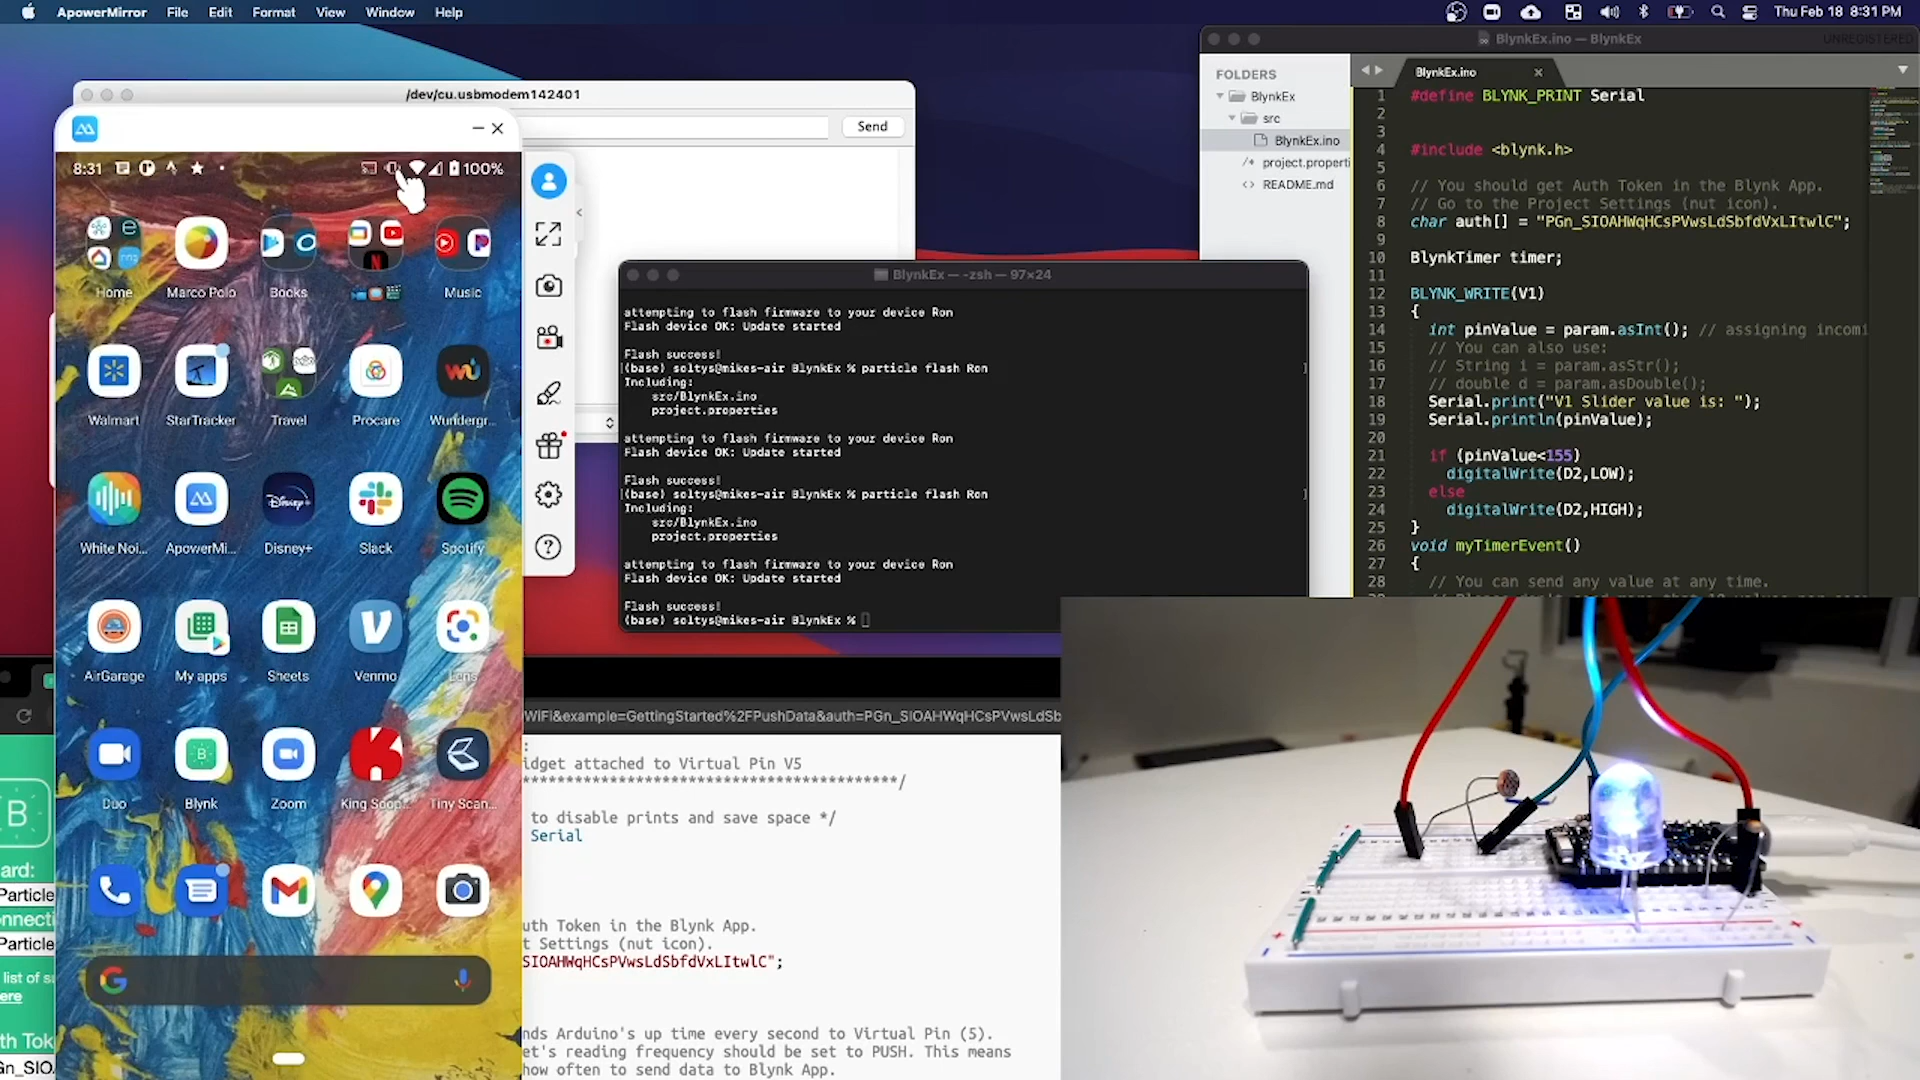 ApowerMirror File Edit Format View Window Help
Thu Feb 18 8:31 PM
/dev/cu.usbmodem142401
Send
8:31
100%
Home
Marco Polo
Books
Music
Walmart
StarTracker
Travel
Procare
Wundergr...
White Noi...
ApowerMi...
Disney+
Slack
Spotify
AirGarage
My apps
Sheets
Venmo
Lens
Duo
Blynk
Zoom
King Soop...
Tiny Scan...
BlynkEx — -zsh — 97×24
attempting to flash firmware to your device Ron
Flash device OK: Update started
Flash success!
(base) soltys@mikes-air BlynkEx % particle flash Ron
Including:
src/BlynkEx.ino
project.properties
attempting to flash firmware to your device Ron
Flash device OK: Update started
Flash success!
(base) soltys@mikes-air BlynkEx % particle flash Ron
Including:
src/BlynkEx.ino
project.properties
attempting to flash firmware to your device Ron
Flash device OK: Update started
Flash success!
(base) soltys@mikes-air BlynkEx %
BlynkEx.ino — BlynkEx
UNREGISTERED
FOLDERS
BlynkEx
src
BlynkEx.ino
project.properti
README.md
BlynkEx.ino
1 #define BLYNK_PRINT Serial
2
3
4 #include <blynk.h>
5
6 // You should get Auth Token in the Blynk App.
7 // Go to the Project Settings (nut icon).
8 char auth[] = "PGn_SIOAHWqHCsPVwsLdSbfdVxLItwlC";
9
10 BlynkTimer timer;
11
12 BLYNK_WRITE(V1)
13 {
14 int pinValue = param.asInt(); // assigning incomi
15 // You can also use:
16 // String i = param.asStr();
17 // double d = param.asDouble();
18 Serial.print("V1 Slider value is: ");
19 Serial.println(pinValue);
20
21 if (pinValue<155)
22 digitalWrite(D2,LOW);
23 else
24 digitalWrite(D2,HIGH);
25 }
26 void myTimerEvent()
27 {
28 // You can send any value at any time.
WiFi&example=GettingStarted%2FPushData&auth=PGn_SIOAHWqHCsPVwsLdSb
:
idget attached to Virtual Pin V5
*****************************************/
to disable prints and save space */
Serial
uth Token in the Blynk App.
t Settings (nut icon).
SIOAHWqHCsPVwsLdSbfdVxLItwlC";
nds Arduino's up time every second to Virtual Pin (5).
et's reading frequency should be set to PUSH. This means
how often to send data to Blynk App.
B
ard:
Particle
onnecti
Particle
list of s
ere
th Tok
Gn_SIO